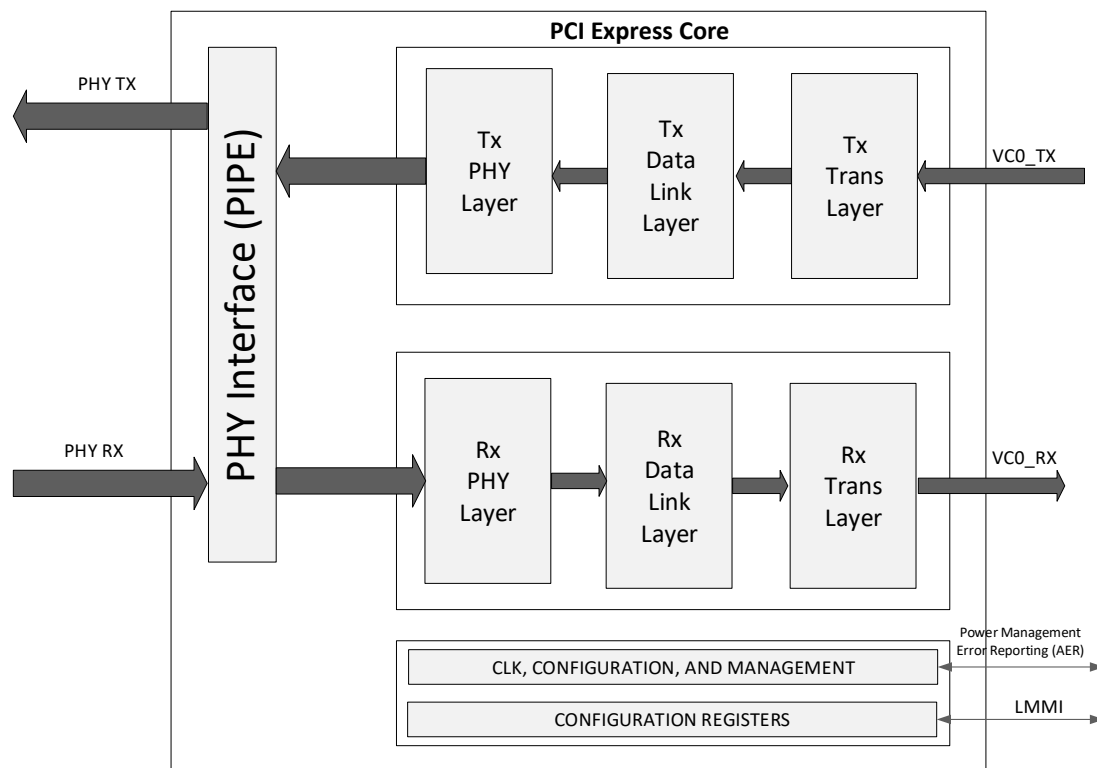 PCI Express Core
PHY TX
PHY Interface (PIPE)
Tx
PHY
Layer
Tx
Data
Link
Layer
Tx
Trans
Layer
VC0_TX
PHY RX
Rx
PHY
Layer
Rx
Data
Link
Layer
Rx
Trans
Layer
VC0_RX
Power Management
Error Reporting (AER)
CLK, CONFIGURATION, AND MANAGEMENT
CONFIGURATION REGISTERS
LMMI